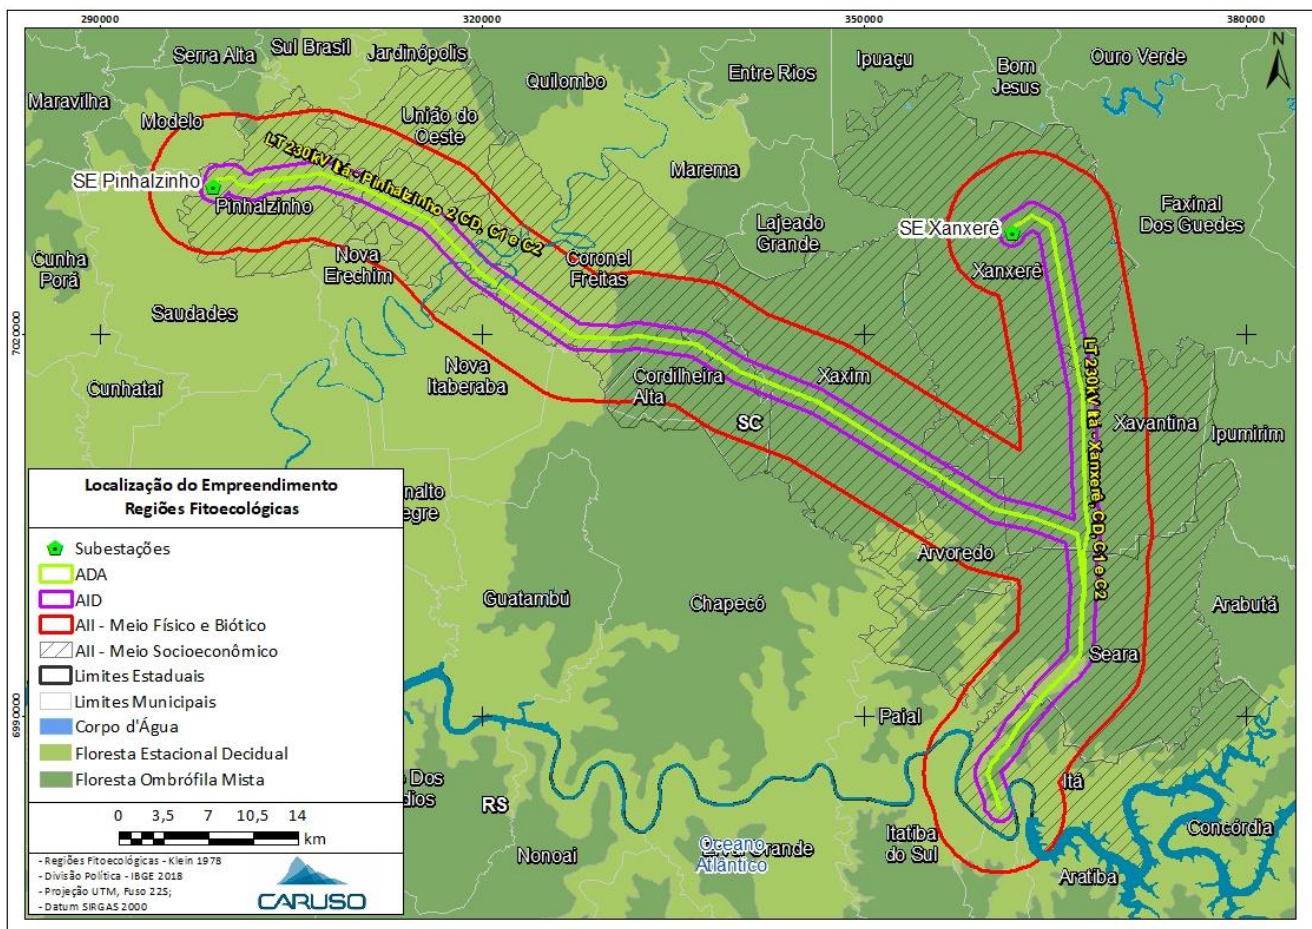 290000
320000
350000
380000
7020000
6990000
N
Serra Alta
Sul Brasil
Jardinópolis
Quilombo
Entre Rios
Ipuaçu
Bom
Jesus
Ouro Verde
Maravilha
Modelo
União do
Oeste
Marema
LT 230kV Itá - Pinhalzinho 2 CD, C1 e C2
SE Pinhalzinho
Pinhalzinho
Lajeado
Grande
SE Xanxerê
Xanxerê
Faxinal
Dos Guedes
Cunha
Porã
Nova
Erechim
Coronel
Freitas
Saudades
Cunhataí
Nova
Itaberaba
Cordilheira
Alta
SC
Xaxim
LT 230kV Itá - Xanxerê, CD, C1 e C2
Xavantina
Ipumirim
nalto
egre
Arvoredo
Guatambú
Chapecó
Arabutá
Seara
Paial
Itá
Dos
dios
RS
Nonoai
Oceano
Atlântico
Grande
Itatiba
do Sul
Concórdia
Aratiba
Localização do Empreendimento
Regiões Fitoecológicas
Subestações
ADA
AID
AII - Meio Físico e Biótico
AII - Meio Socioeconômico
Limites Estaduais
Limites Municipais
Corpo d'Água
Floresta Estacional Decidual
Floresta Ombrófila Mista
0 3,5 7 10,5 14
km
- Regiões Fitoecológicas - Klein 1978
- Divisão Política - IBGE 2018
- Projeção UTM, Fuso 22S;
- Datum SIRGAS 2000
CARUSO